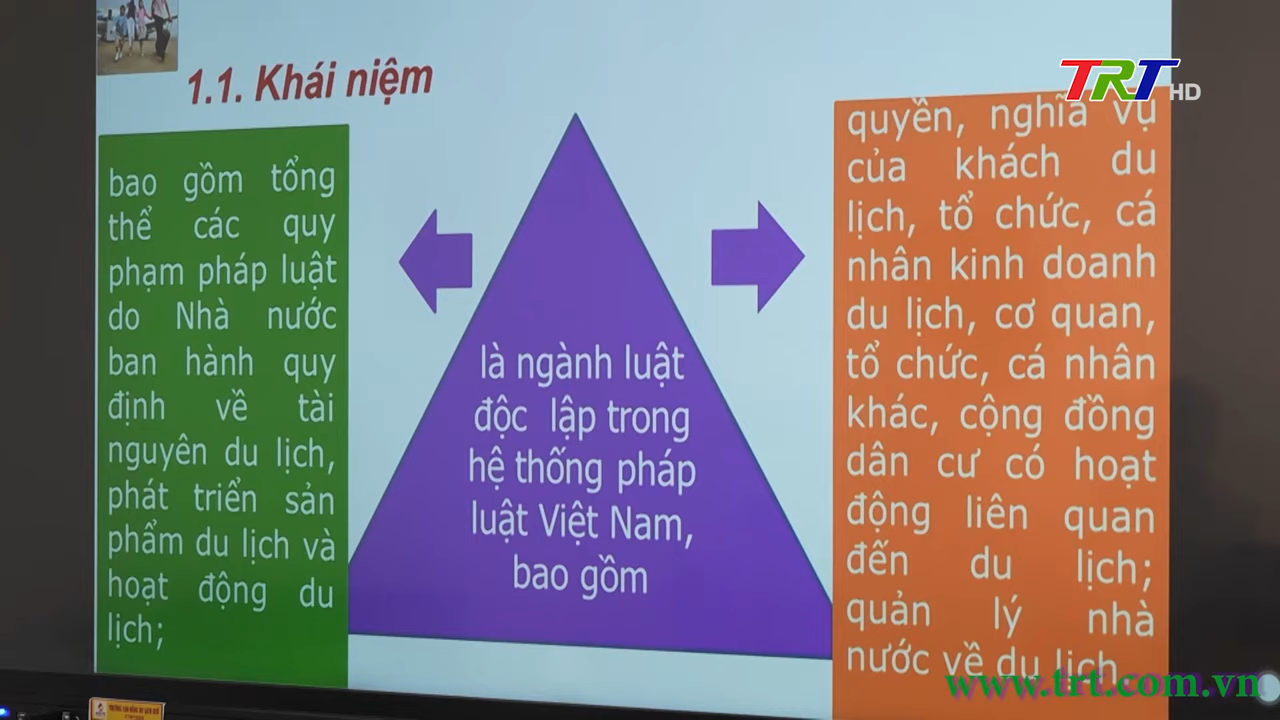 TRT HD
1.1. Khái niệm
bao gồm tổng
thể các quy
phạm pháp luật
do Nhà nước
ban hành quy
định về tài
nguyên du lịch,
phát triển sản
phẩm du lịch và
hoạt động du
lịch;
là ngành luật
độc lập trong
hệ thống pháp
luật Việt Nam,
bao gồm
quyền, nghĩa vụ
của khách du
lịch, tổ chức, cá
nhân kinh doanh
du lịch, cơ quan,
tổ chức, cá nhân
khác, cộng đồng
dân cư có hoạt
động liên quan
đến du lịch;
quản lý nhà
nước về du lịch
www.trt.com.vn